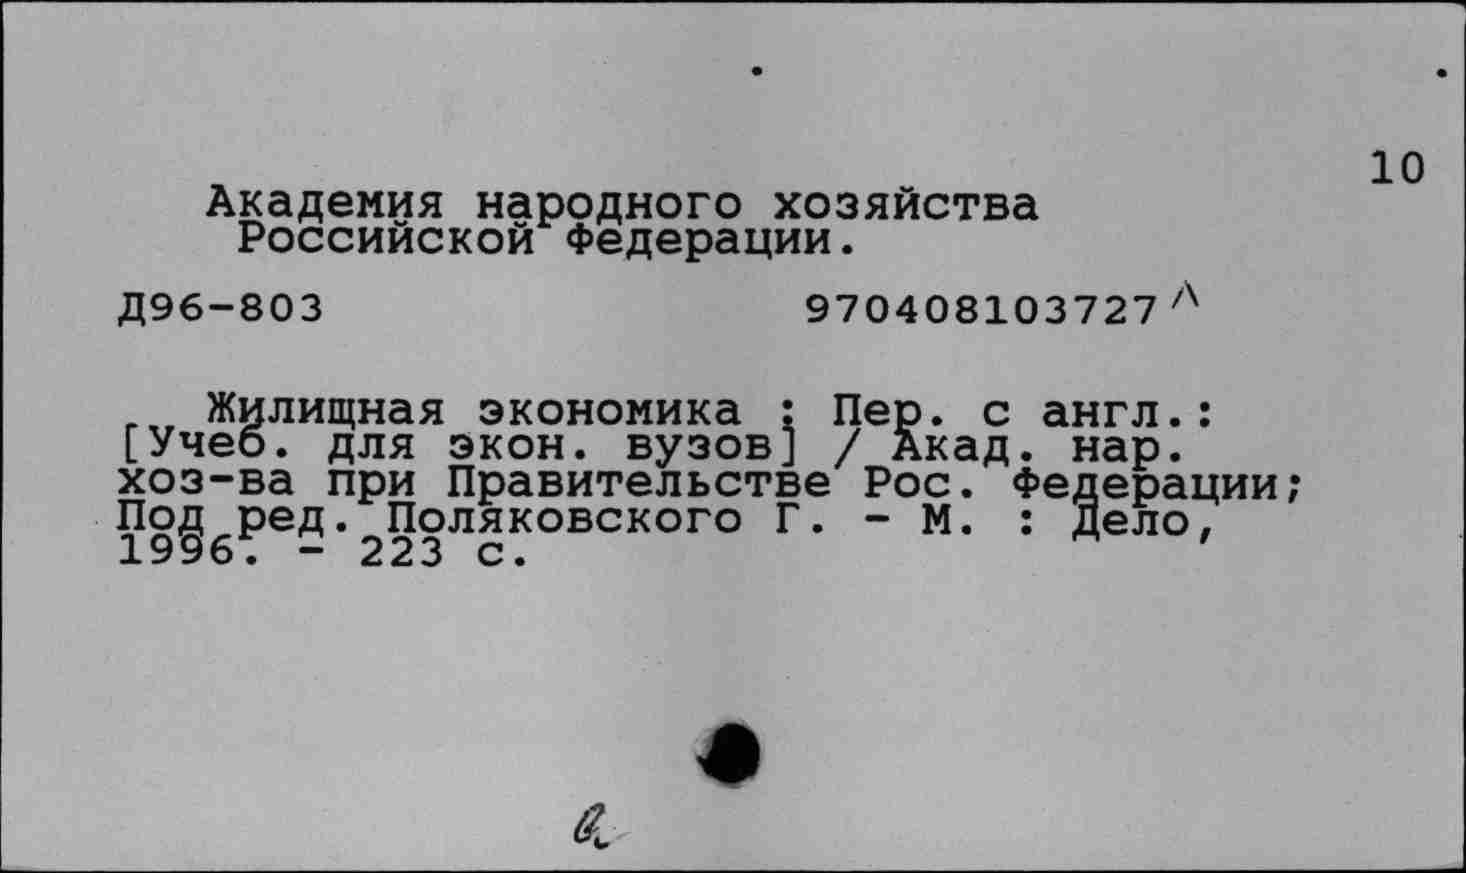 10
Академия народного хозяйства
Российской Федерации.
Д96-803 970408103727
Жилищная экономика : Пер. с англ.:
[Учеб. для экон. вузов] / Акад. нар.
хоз-ва при Правительстве Рос. Федерации;
Под ред. Поляковского Г. - М. : Дело,
1996. - 223 с.